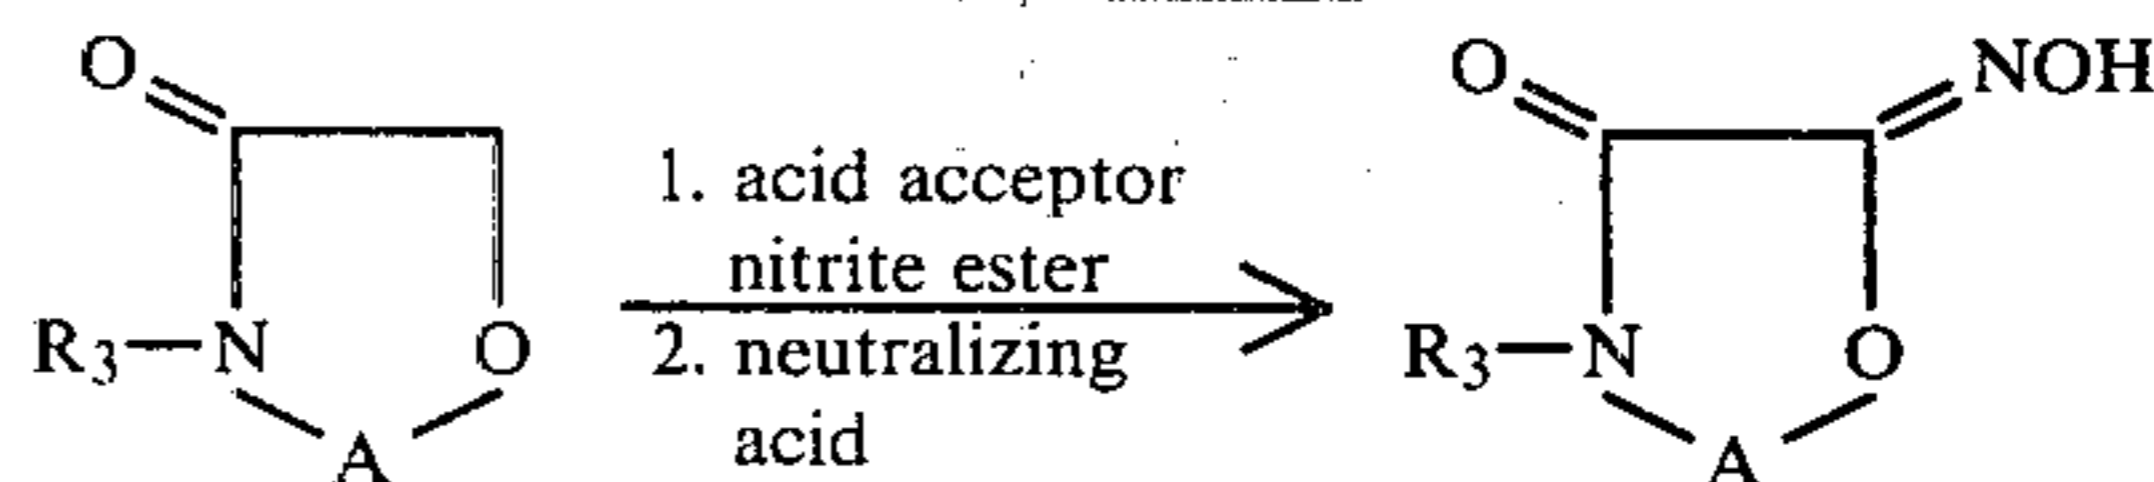 O
O
NOH
1. acid acceptor
nitrite ester
R3—N
O
2. neutralizing
acid
R3—N
O
A
A